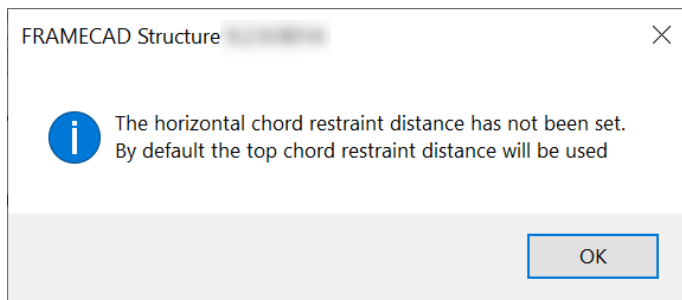 FRAMECAD Structure
The horizontal chord restraint distance has not been set.
By default the top chord restraint distance will be used
OK